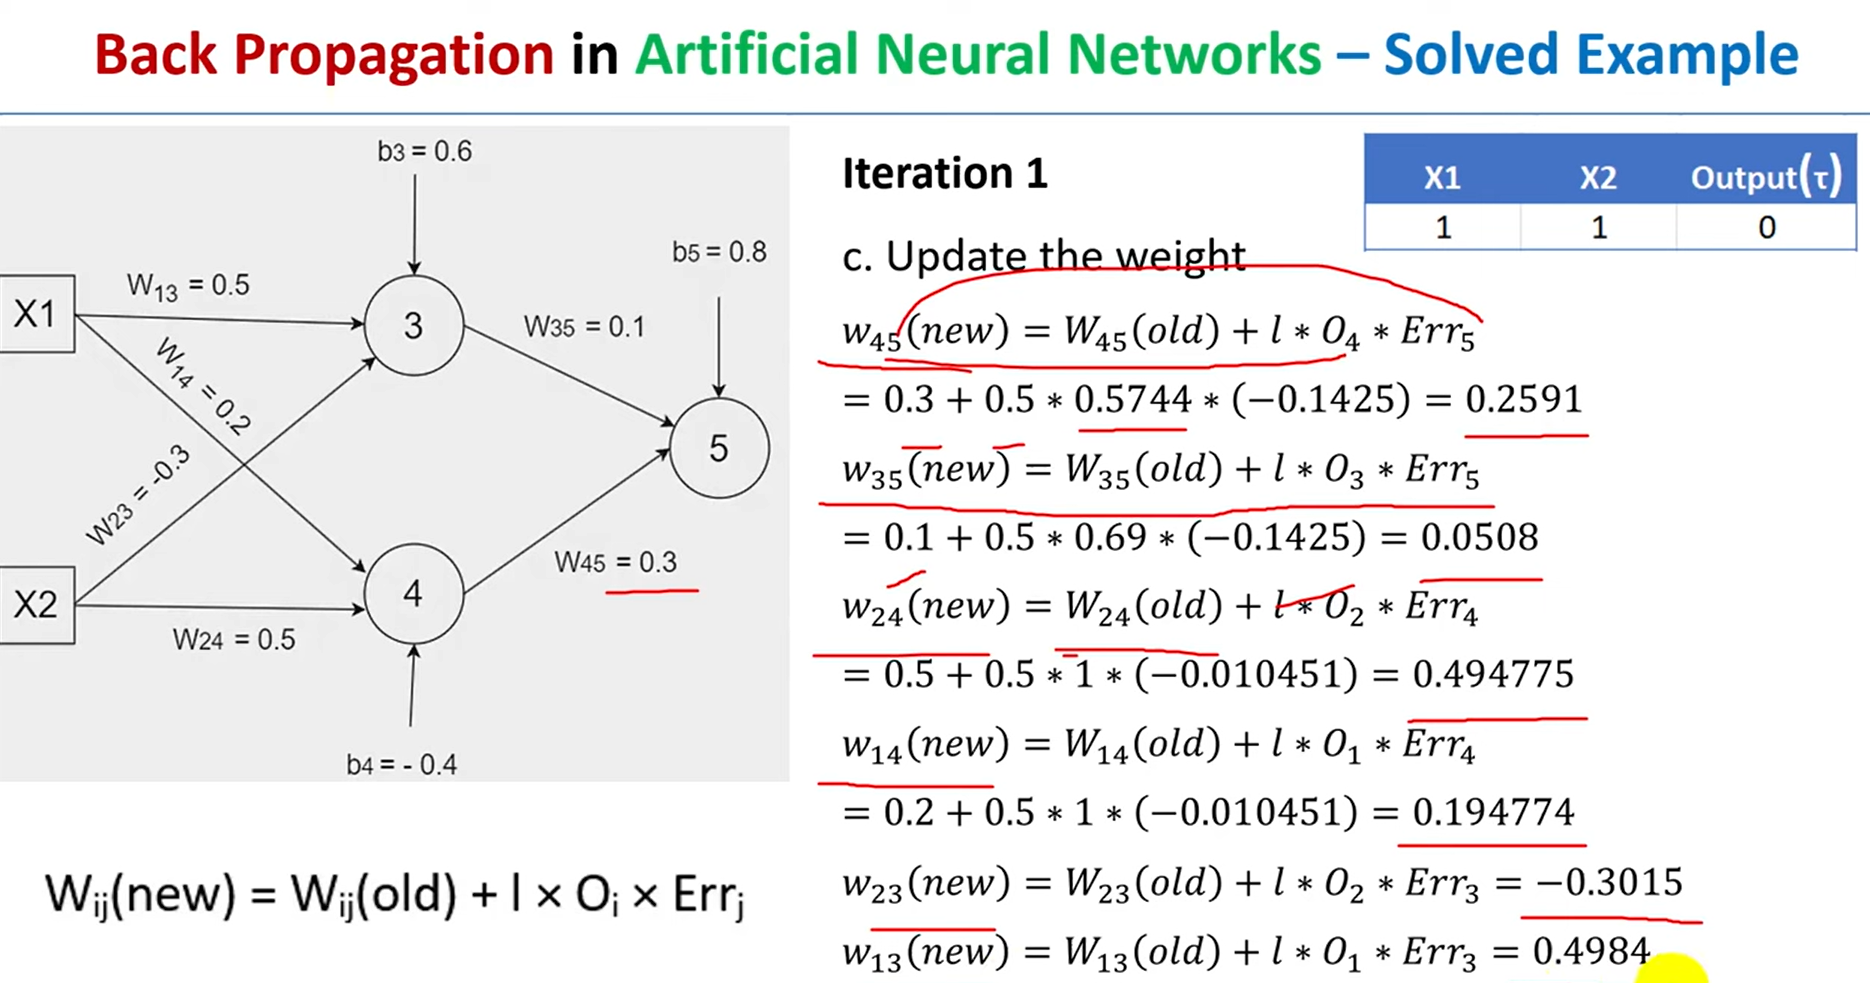 Back Propagation in Artificial Neural Networks – Solved Example
b3 = 0.6
b5 = 0.8
X1
W13 = 0.5
3
W35 = 0.1
W14 = 0.2
5
W23 = -0.3
W45 = 0.3
X2
4
W24 = 0.5
b4 = - 0.4
Wij(new) = Wij(old) + l × Oi × Errj
Iteration 1
X1 X2 Output(τ)
1 1 0
c. Update the weight
w45(new) = W45(old) + l ∗ O4 ∗ Err5
= 0.3 + 0.5 ∗ 0.5744 ∗ (−0.1425) = 0.2591
w35(new) = W35(old) + l ∗ O3 ∗ Err5
= 0.1 + 0.5 ∗ 0.69 ∗ (−0.1425) = 0.0508
w24(new) = W24(old) + l ∗ O2 ∗ Err4
= 0.5 + 0.5 ∗ 1 ∗ (−0.010451) = 0.494775
w14(new) = W14(old) + l ∗ O1 ∗ Err4
= 0.2 + 0.5 ∗ 1 ∗ (−0.010451) = 0.194774
w23(new) = W23(old) + l ∗ O2 ∗ Err3 = −0.3015
w13(new) = W13(old) + l ∗ O1 ∗ Err3 = 0.4984